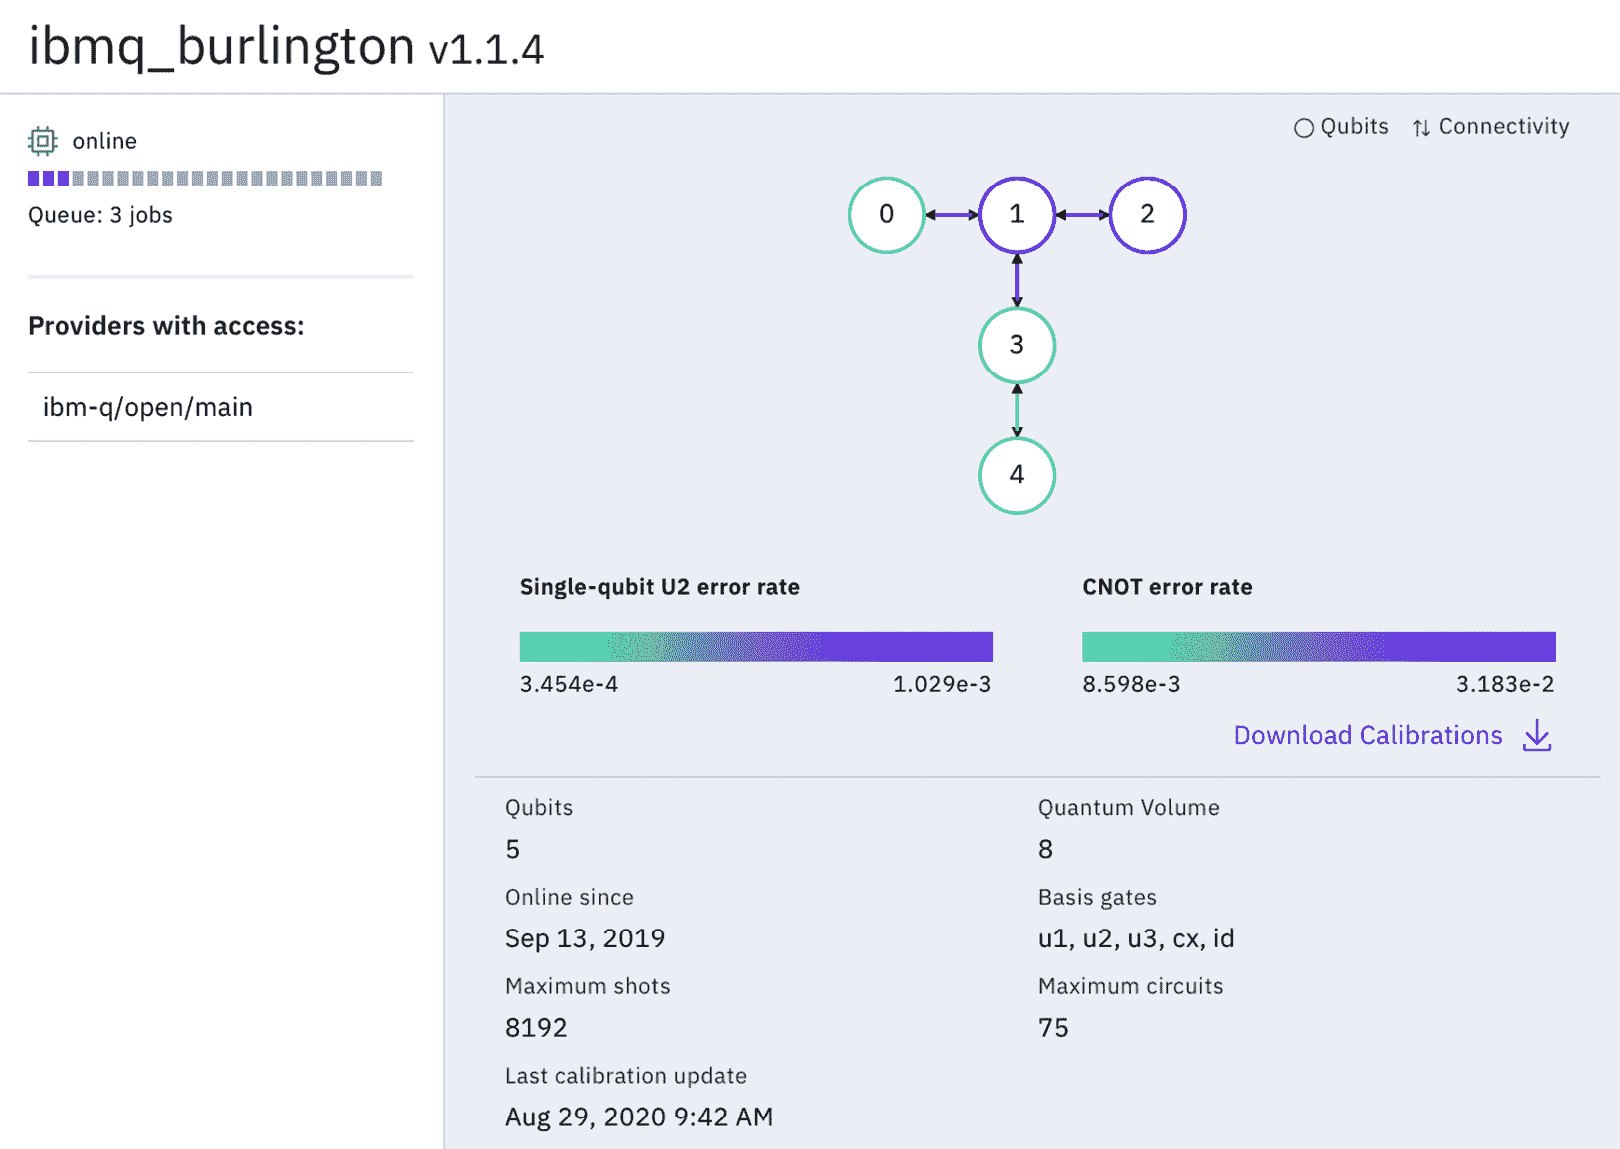 ibmq_burlington v1.1.4
online
Queue: 3 jobs
Providers with access:
ibm-q/open/main
Qubits Connectivity
0 1 2
3
4
Single-qubit U2 error rate
3.454e-4 1.029e-3
CNOT error rate
8.598e-3 3.183e-2
Download Calibrations
Qubits
5
Quantum Volume
8
Online since
Sep 13, 2019
Basis gates
u1, u2, u3, cx, id
Maximum shots
8192
Maximum circuits
75
Last calibration update
Aug 29, 2020 9:42 AM